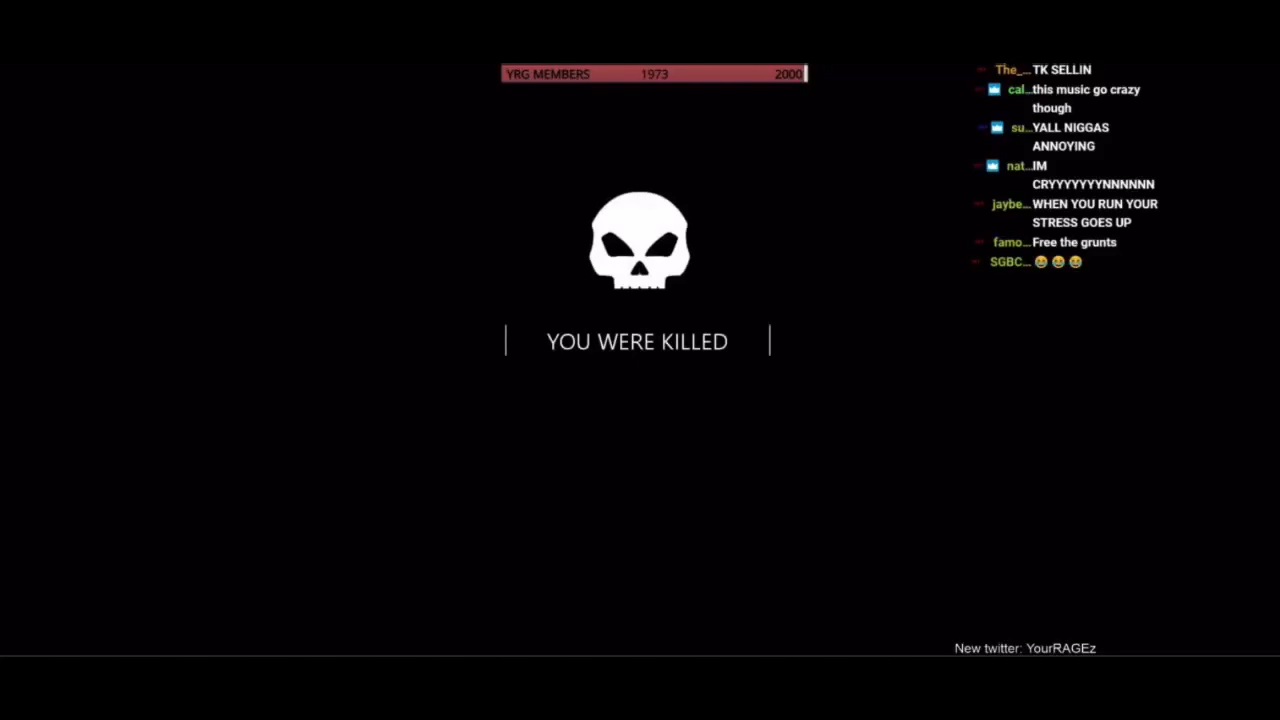 YRG MEMBERS 1973 2000
The_... TK SELLIN
cal... this music go crazy
though
su... YALL NIGGAS
ANNOYING
nat... IM
CRYYYYYYYNNNNNN
jaybe... WHEN YOU RUN YOUR
STRESS GOES UP
famo... Free the grunts
SGBC... 😂 😂 😂
YOU WERE KILLED
New twitter: YourRAGEz